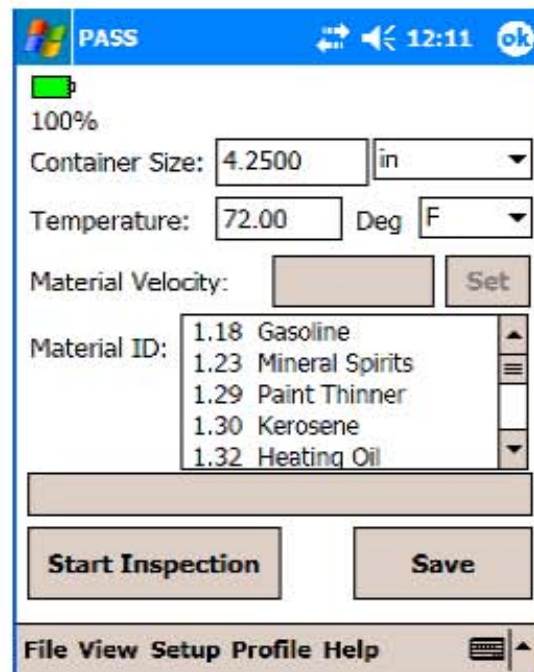 PASS 12:11 ok
100%
Container Size: 4.2500 in
Temperature: 72.00 Deg F
Material Velocity: Set
Material ID:
1.18 Gasoline
1.23 Mineral Spirits
1.29 Paint Thinner
1.30 Kerosene
1.32 Heating Oil
Start Inspection Save
File View Setup Profile Help